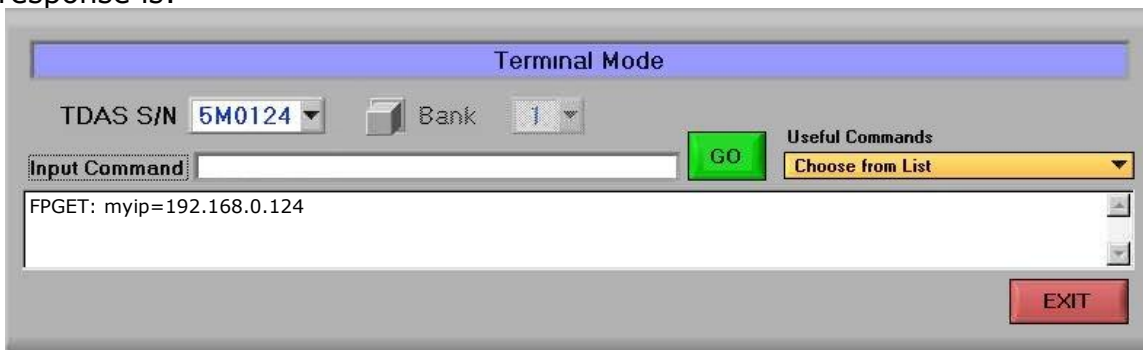 response is:
Terminal Mode
TDAS S/N 5M0124 Bank 1
Useful Commands
Input Command GO Choose from List
FPGET: myip=192.168.0.124
EXIT